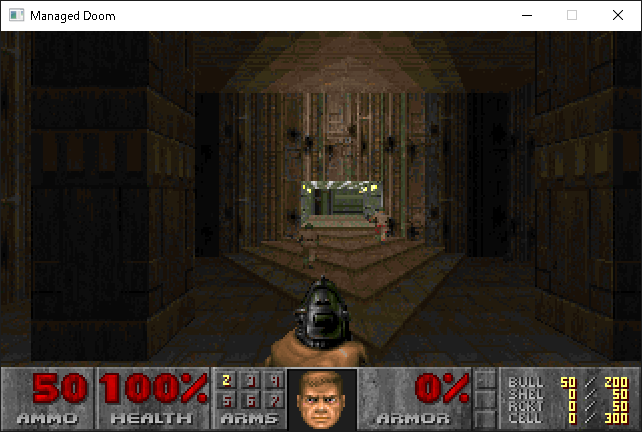 Managed Doom
50 100% 2 3 4 0% BULL 50 / 200
5 6 7 SHEL 0 / 50
RCKT 0 / 50
AMMO HEALTH ARMS ARMOR CELL 0 / 300